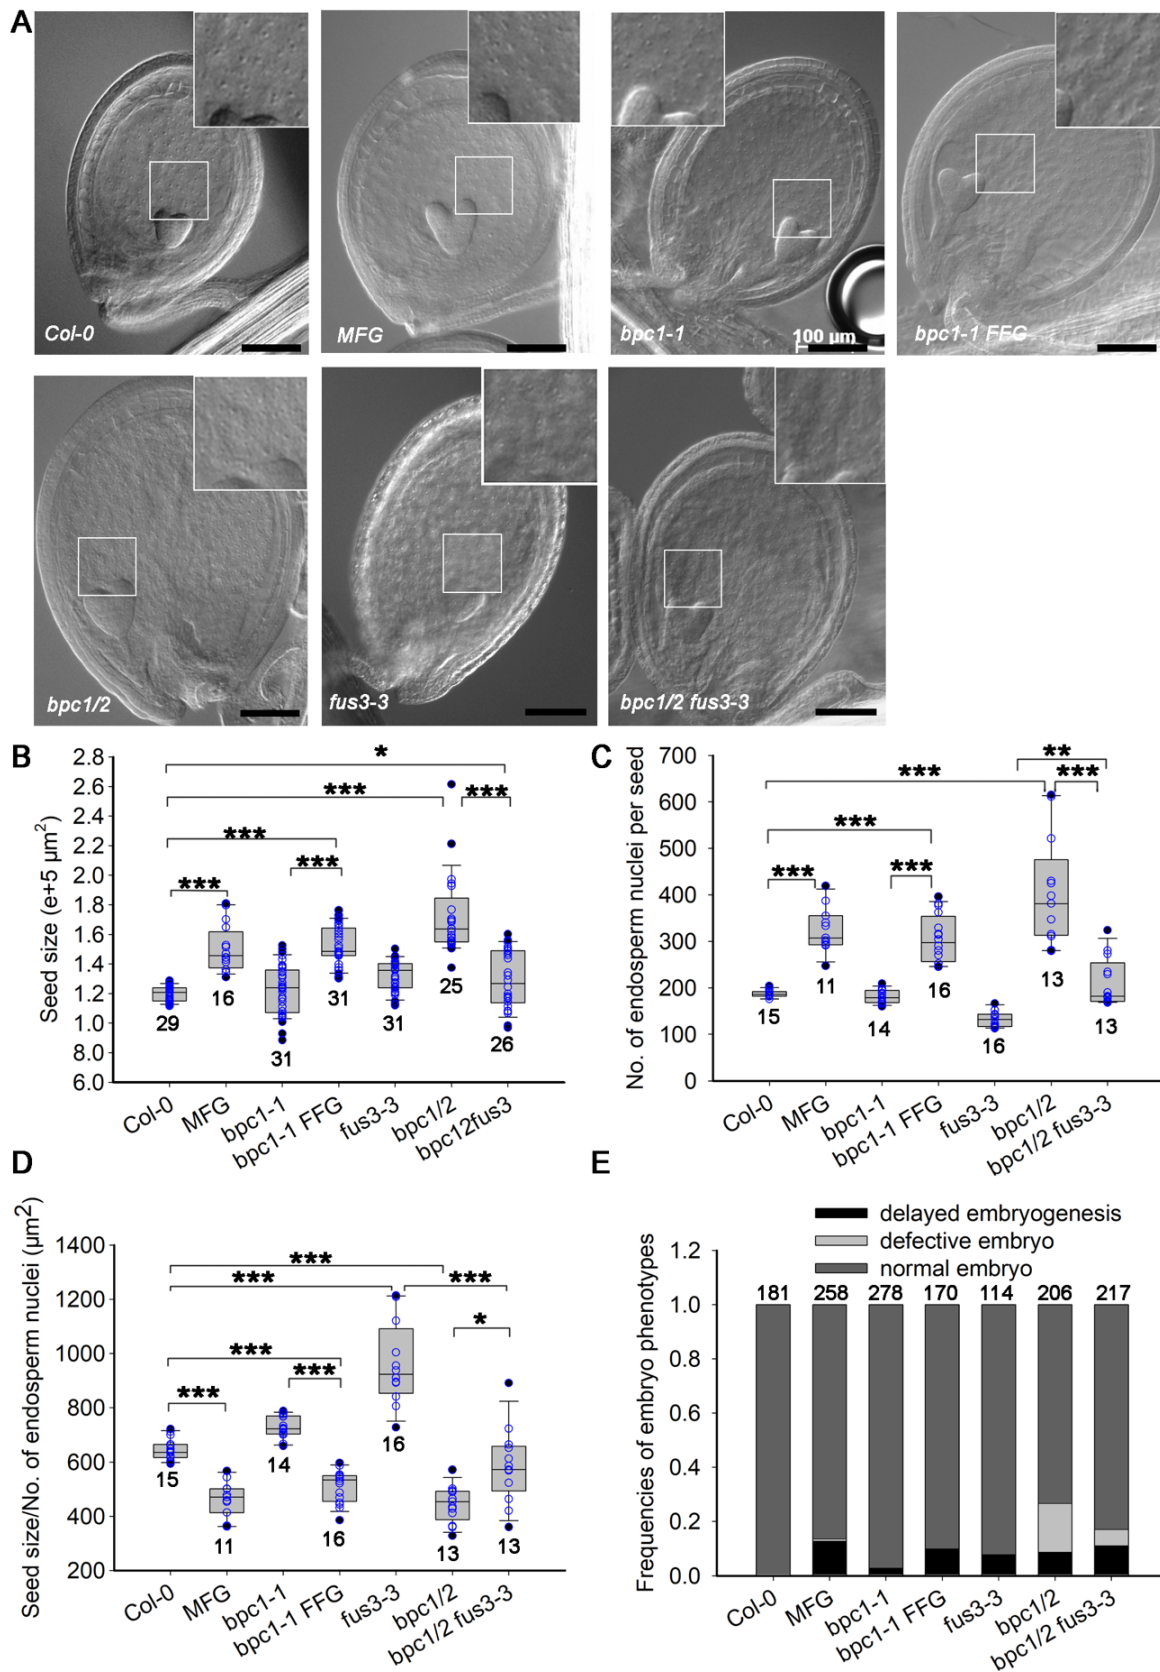 A
Col-0
MFG
bpc1-1
100 µm
bpc1-1 FFG
bpc1/2
fus3-3
bpc1/2 fus3-3
B
Seed size (e+5 µm²)
2.8
2.6
2.4
2.2
2.0
1.8
1.6
1.4
1.2
1.0
8.0
6.0
*
***
***
***
***
***
29
16
31
31
31
25
26
Col-0
MFG
bpc1-1
bpc1-1 FFG
fus3-3
bpc1/2
bpc12fus3
C
No. of endosperm nuclei per seed
700
600
500
400
300
200
100
0
**
***
***
***
***
***
15
11
14
16
16
13
13
Col-0
MFG
bpc1-1
bpc1-1 FFG
fus3-3
bpc1/2
bpc1/2 fus3-3
D
Seed size/No. of endosperm nuclei (µm²)
1400
1200
1000
800
600
400
200
***
***
***
*
***
***
***
15
11
14
16
16
13
13
Col-0
MFG
bpc1-1
bpc1-1 FFG
fus3-3
bpc1/2
bpc1/2 fus3-3
E
delayed embryogenesis
defective embryo
normal embryo
Frequencies of embryo phenotypes
1.2
1.0
0.8
0.6
0.4
0.2
0.0
181 258 278 170 114 206 217
Col-0
MFG
bpc1-1
bpc1-1 FFG
fus3-3
bpc1/2
bpc1/2 fus3-3